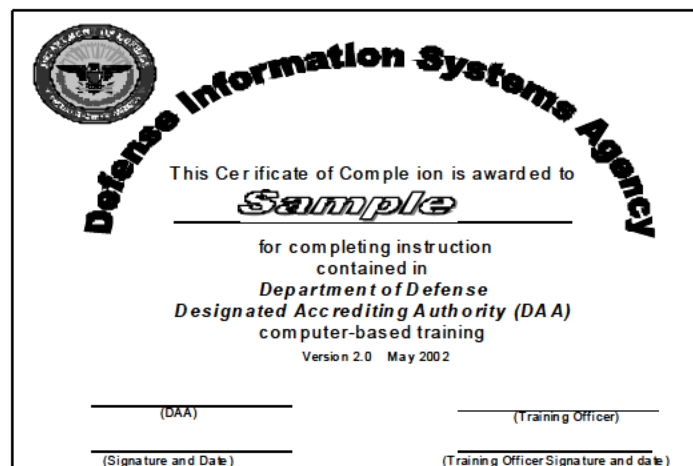 Defense Information Systems Agency
This Cer ificate of Comple ion is awarded to
Sample
for completing instruction
contained in
Department of Defense
Designated Accrediting Authority (DAA)
computer-based training
Version 2.0 May 2002
(DAA)
(Training Officer)
(Signature and Date)
(Training Officer Signature and date)